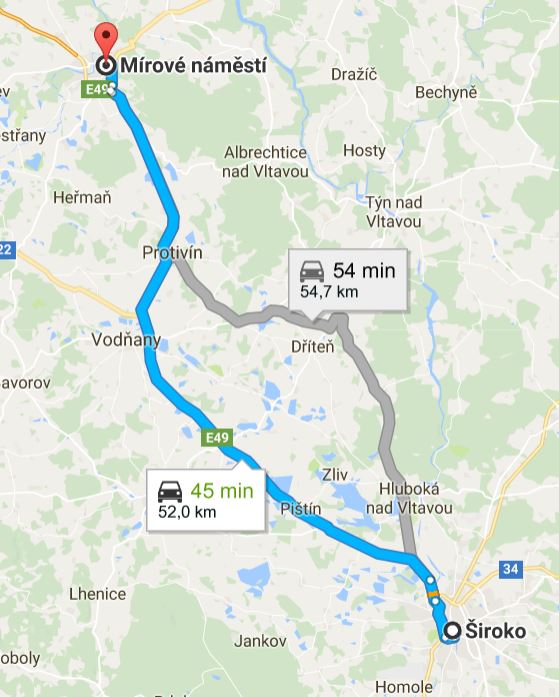 Mírové náměstí
E49
Dražíč
Bechyně
Albrechtice
nad Vltavou
Hosty
Heřmaň
Týn nad
Vltavou
22
Protivín
54 min
54,7 km
Vodňany
Dříteň
avorov
E49
45 min
52,0 km
Zliv
Pištín
Hluboká
nad Vltavou
34
Lhenice
Široko
Jankov
oboly
Homole